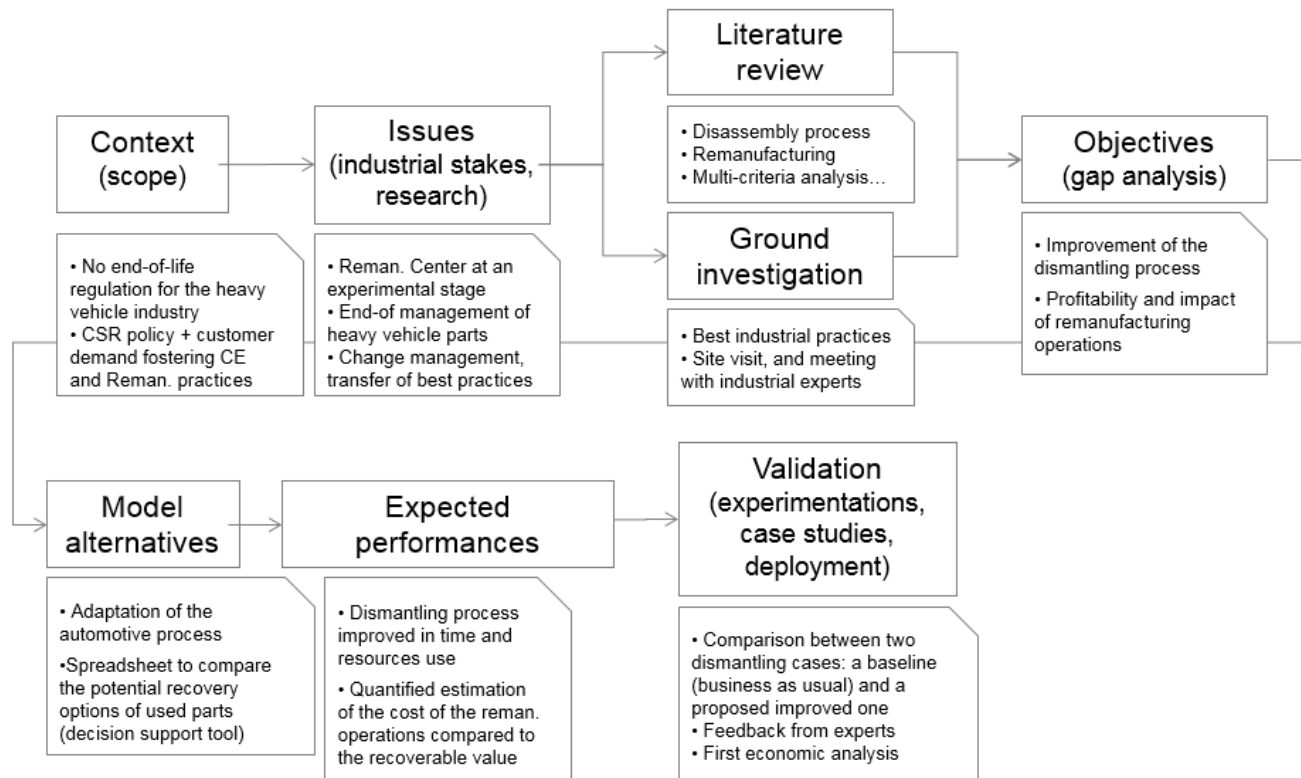 Context
(scope)
• No end-of-life
regulation for the heavy
vehicle industry
• CSR policy + customer
demand fostering CE
and Reman. practices
Issues
(industrial stakes,
research)
• Reman. Center at an
experimental stage
• End-of management of
heavy vehicle parts
• Change management,
transfer of best practices
Literature
review
• Disassembly process
• Remanufacturing
• Multi-criteria analysis…
Ground
investigation
• Best industrial practices
• Site visit, and meeting
with industrial experts
Objectives
(gap analysis)
• Improvement of the
dismantling process
• Profitability and impact
of remanufacturing
operations
Model
alternatives
• Adaptation of the
automotive process
•Spreadsheet to compare
the potential recovery
options of used parts
(decision support tool)
Expected
performances
• Dismantling process
improved in time and
resources use
• Quantified estimation
of the cost of the reman.
operations compared to
the recoverable value
Validation
(experimentations,
case studies,
deployment)
• Comparison between two
dismantling cases: a baseline
(business as usual) and a
proposed improved one
• Feedback from experts
• First economic analysis